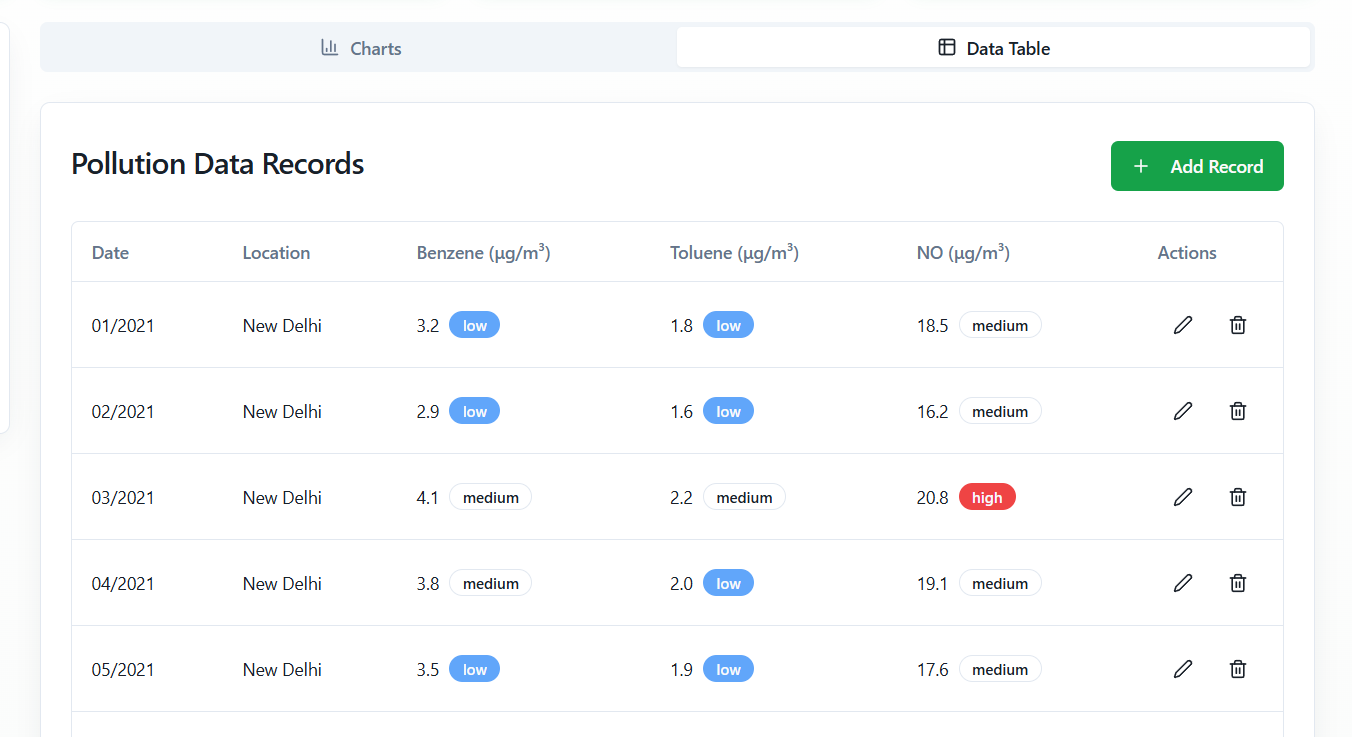 Charts Data Table
Pollution Data Records
+ Add Record
Date Location Benzene (µg/m³) Toluene (µg/m³) NO (µg/m³) Actions
01/2021 New Delhi 3.2 low 1.8 low 18.5 medium
02/2021 New Delhi 2.9 low 1.6 low 16.2 medium
03/2021 New Delhi 4.1 medium 2.2 medium 20.8 high
04/2021 New Delhi 3.8 medium 2.0 low 19.1 medium
05/2021 New Delhi 3.5 low 1.9 low 17.6 medium